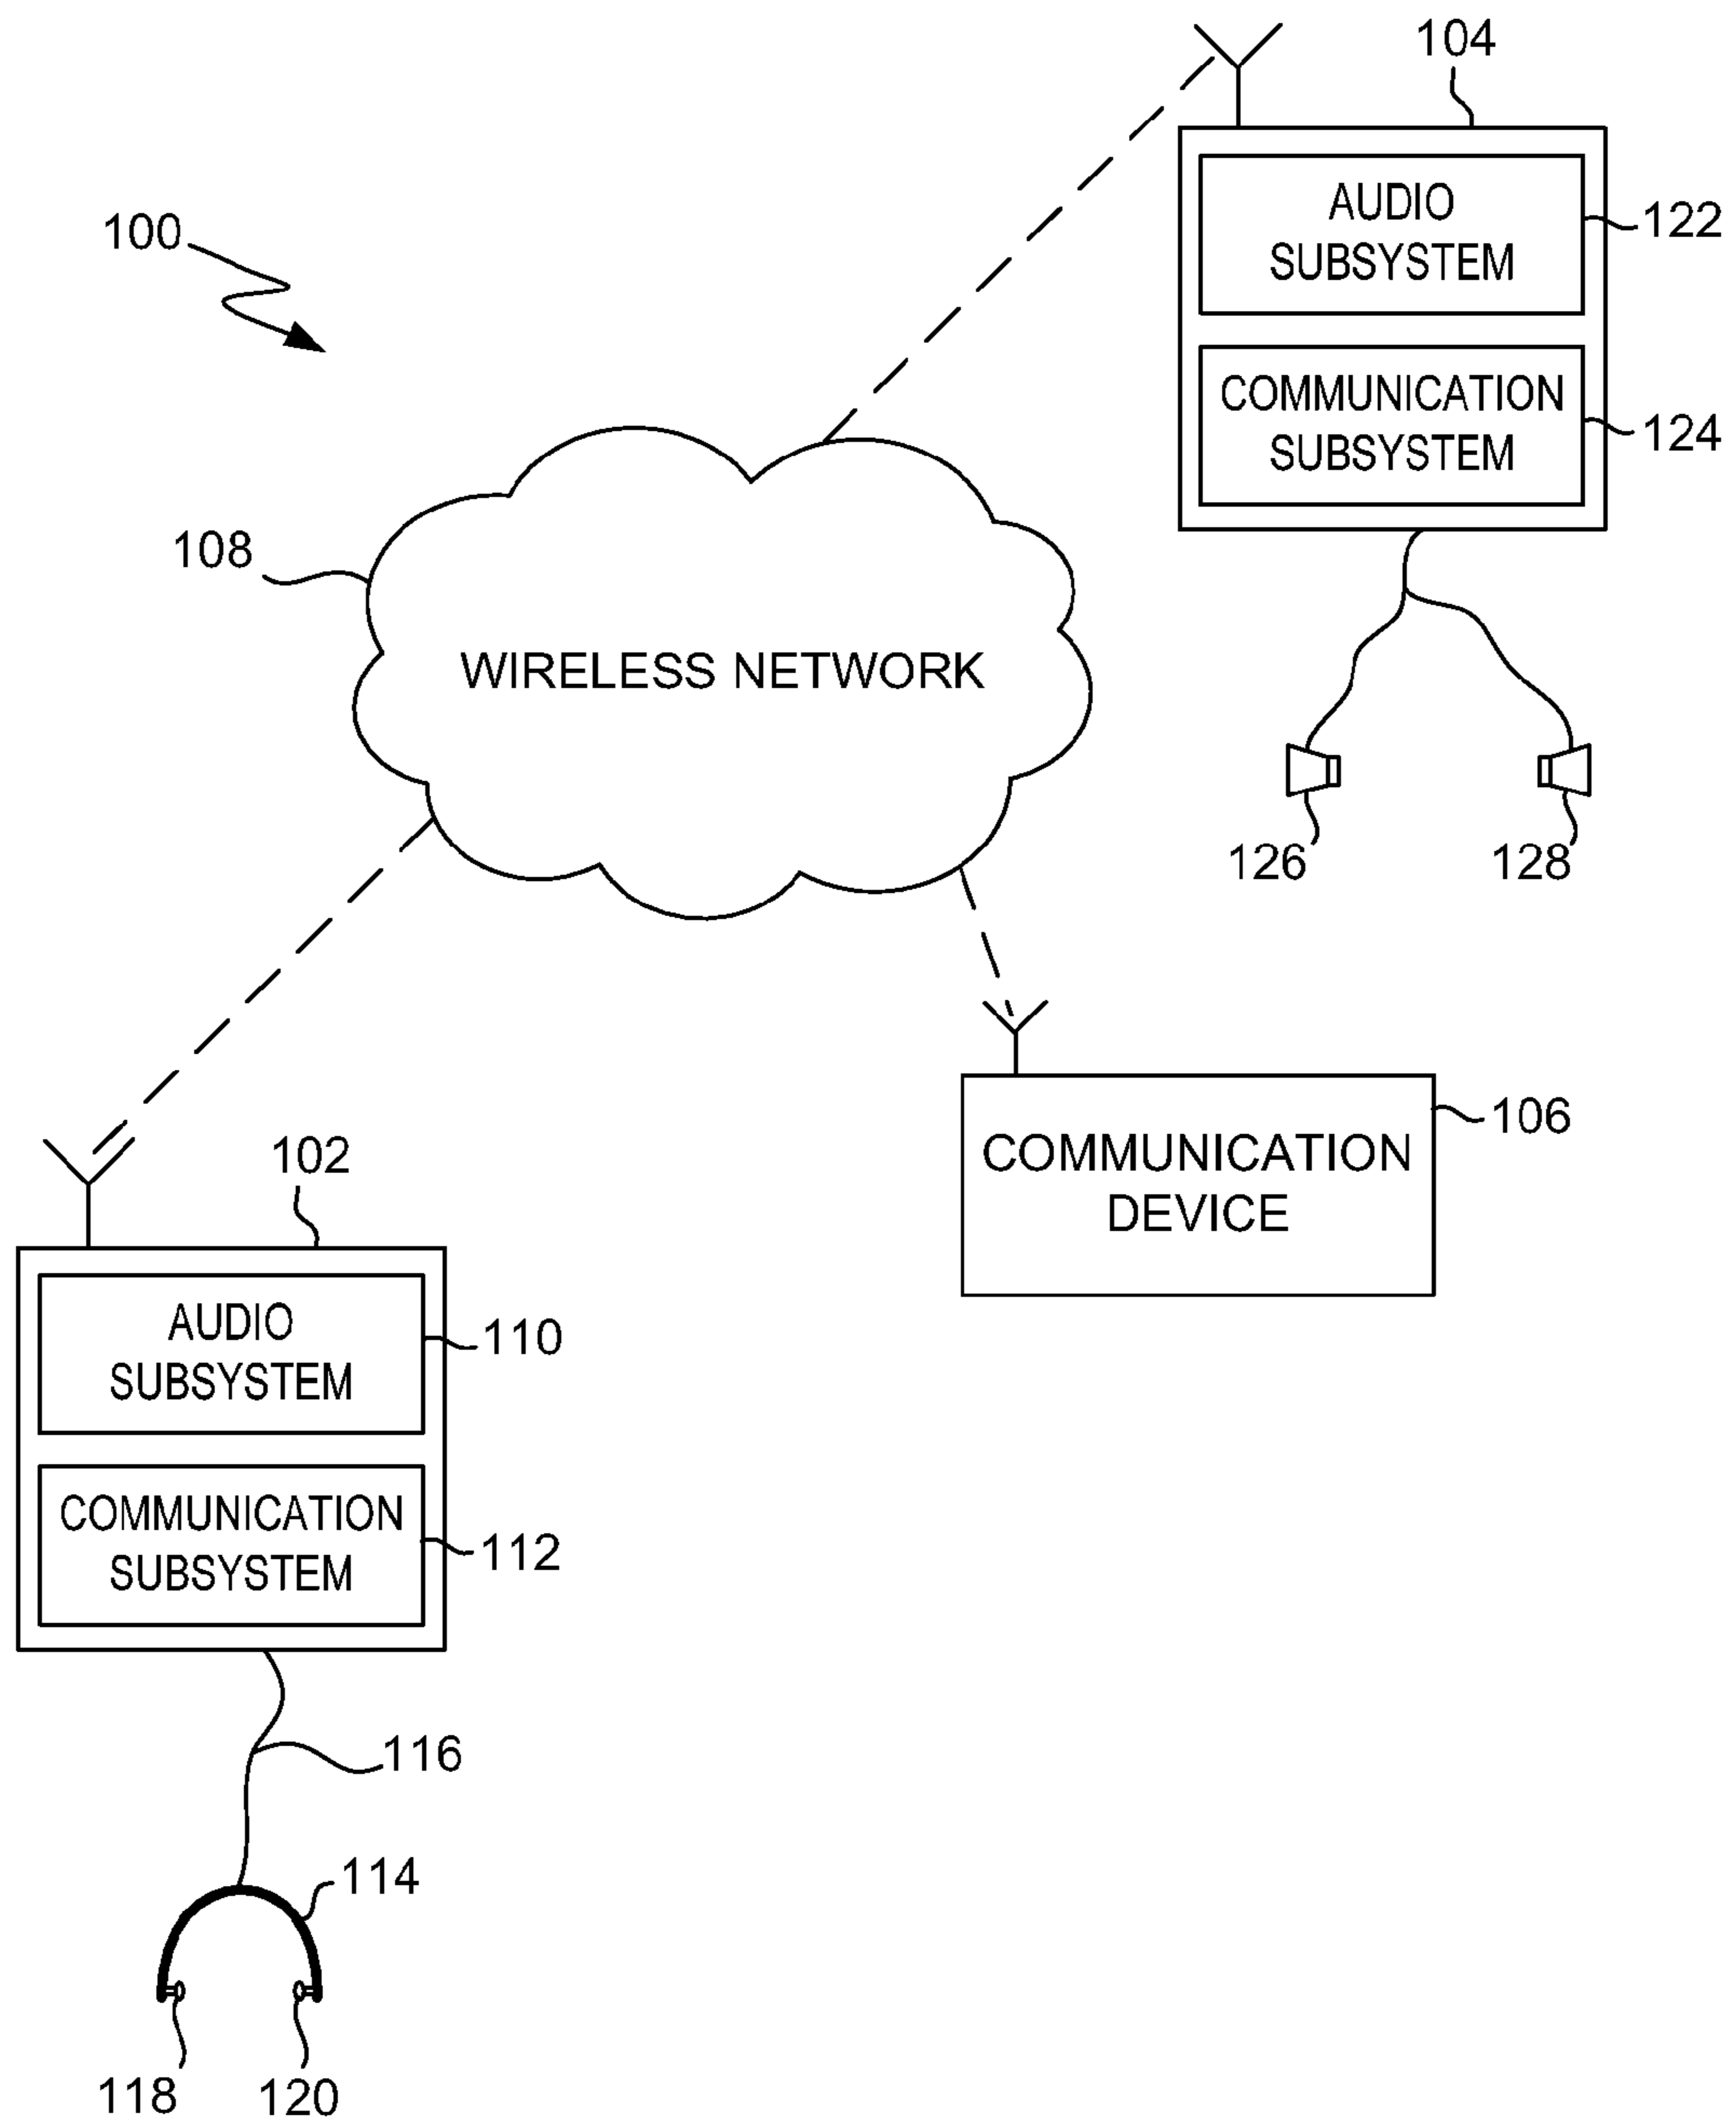 104
100
AUDIO
SUBSYSTEM
122
COMMUNICATION
SUBSYSTEM
124
108
WIRELESS NETWORK
126
128
106
COMMUNICATION
DEVICE
102
AUDIO
SUBSYSTEM
110
COMMUNICATION
SUBSYSTEM
112
116
114
118
120